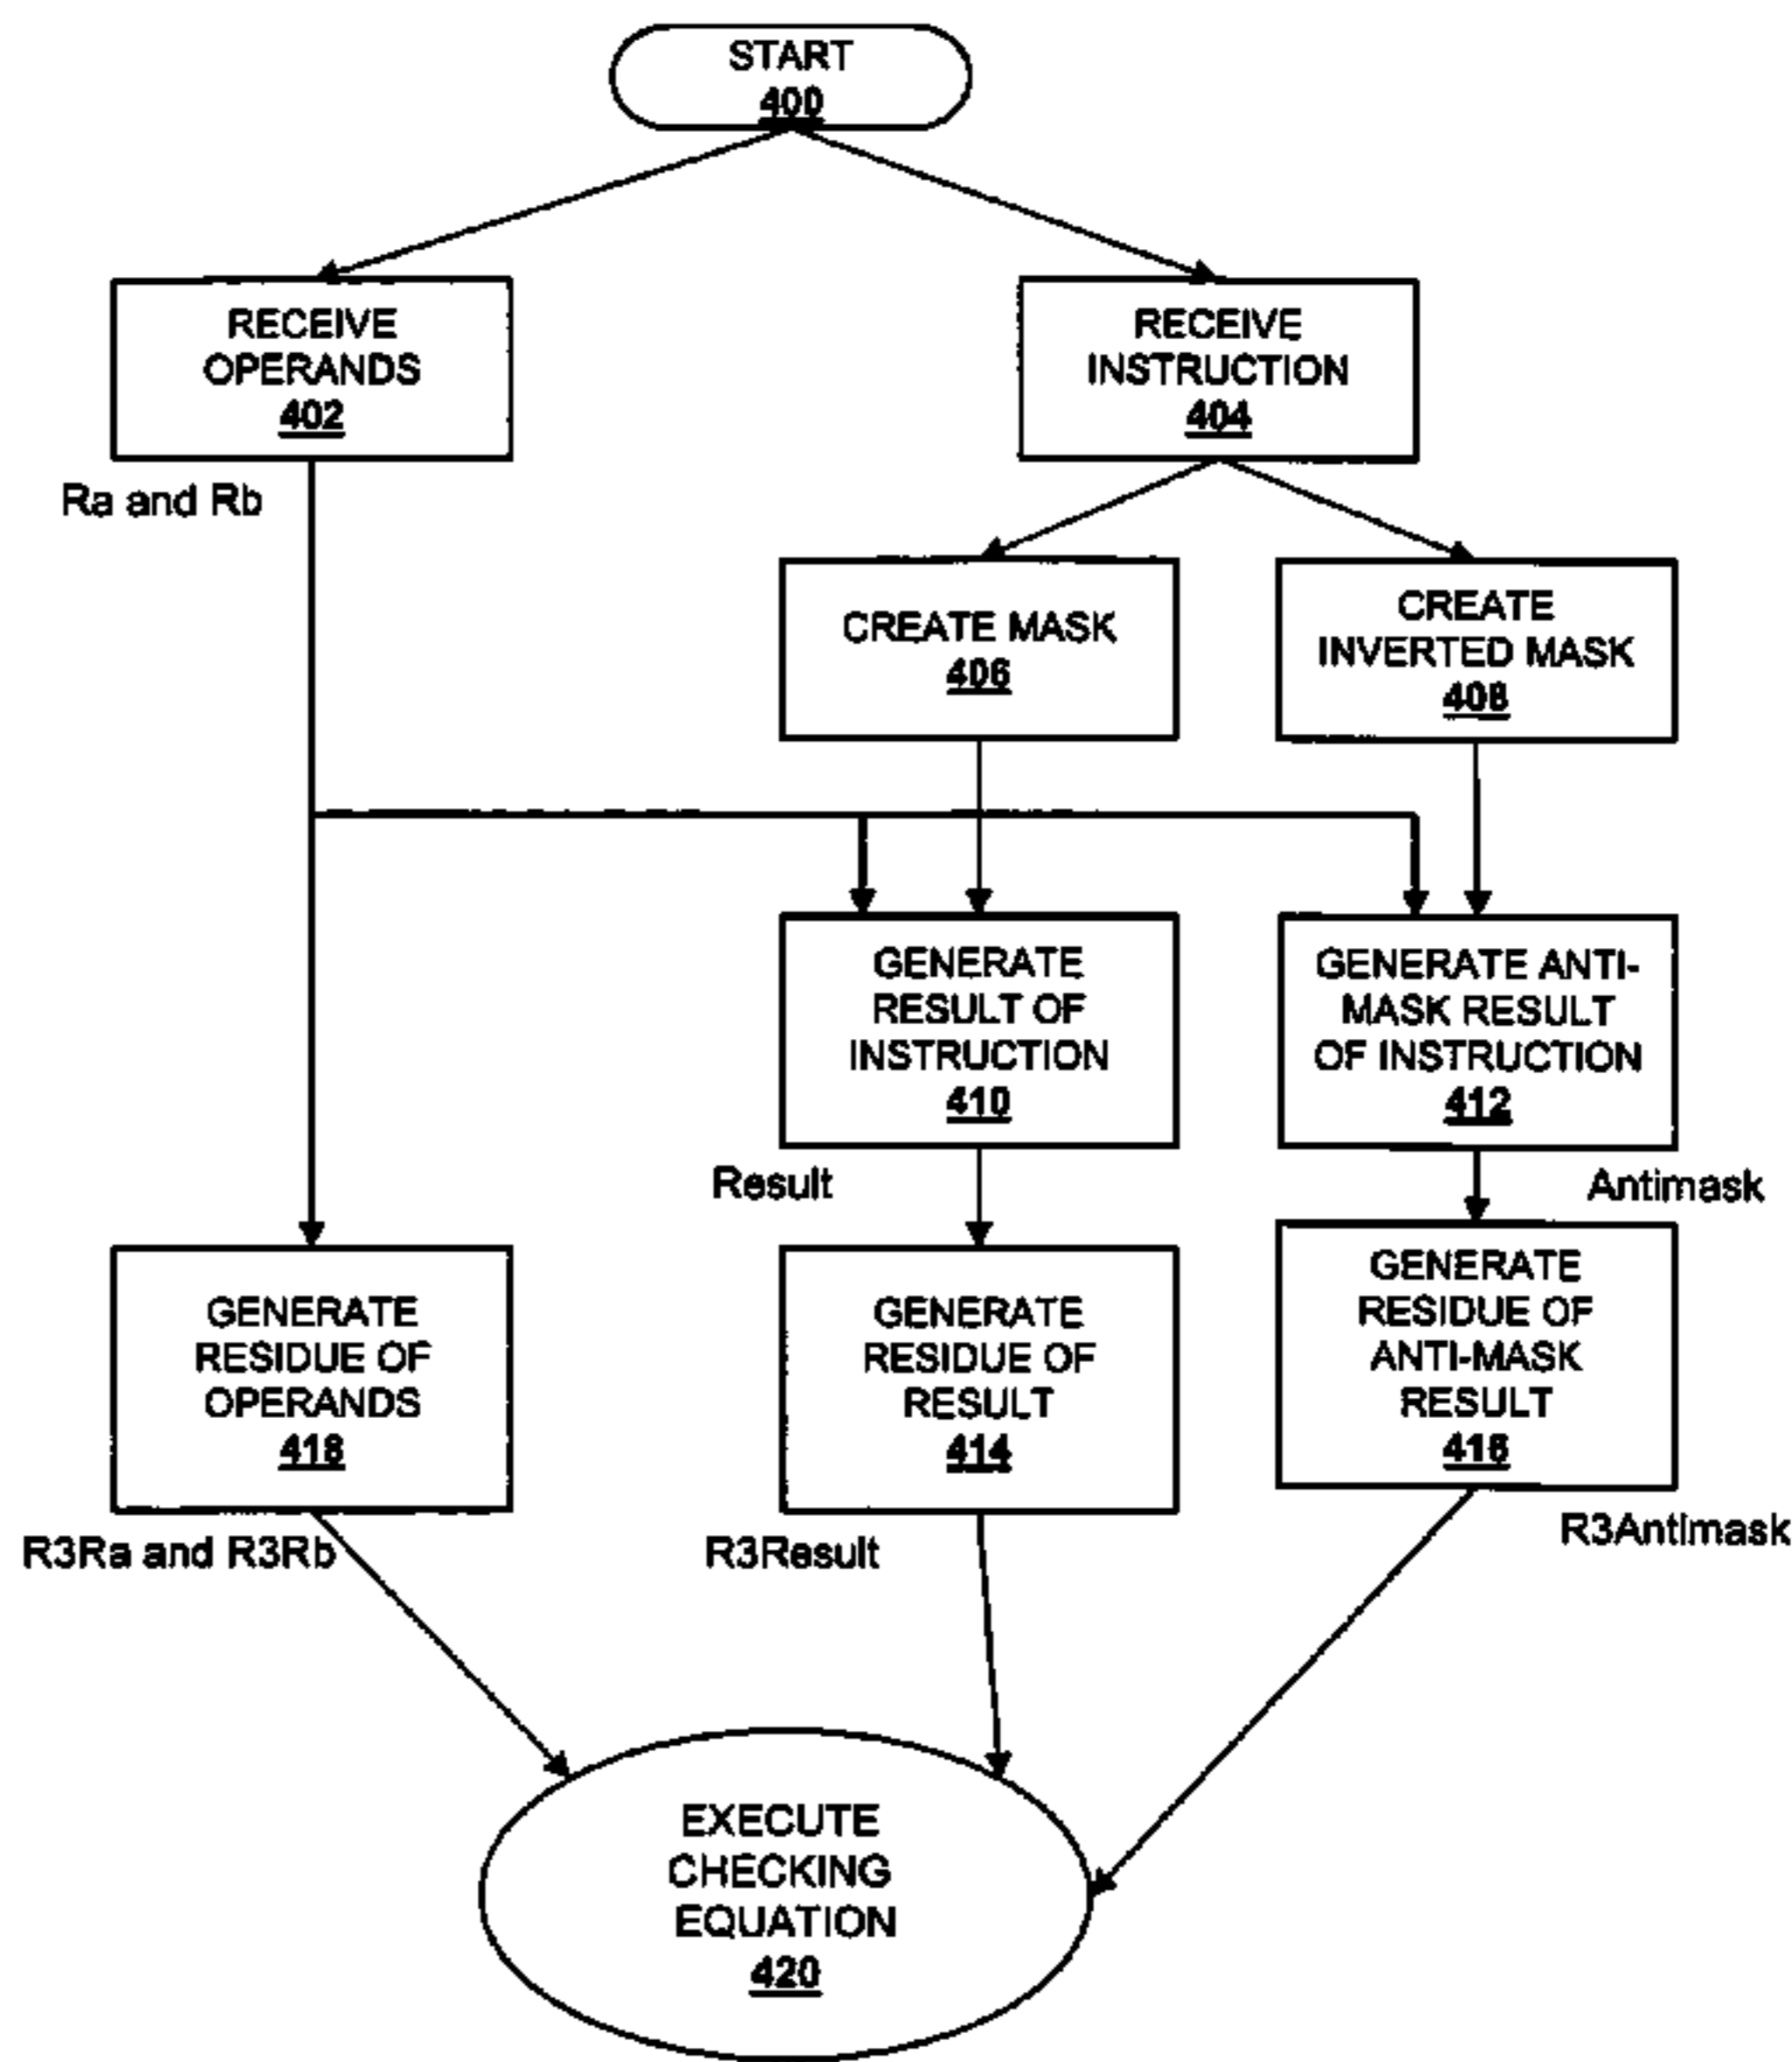 START
400
RECEIVE
OPERANDS
402
RECEIVE
INSTRUCTION
404
Ra and Rb
CREATE MASK
406
CREATE
INVERTED MASK
408
GENERATE
RESULT OF
INSTRUCTION
410
GENERATE ANTI-
MASK RESULT
OF INSTRUCTION
412
Result
Antimask
GENERATE
RESIDUE OF
OPERANDS
418
GENERATE
RESIDUE OF
RESULT
414
GENERATE
RESIDUE OF
ANTI-MASK
RESULT
416
R3Ra and R3Rb
R3Result
R3Antimask
EXECUTE
CHECKING
EQUATION
420